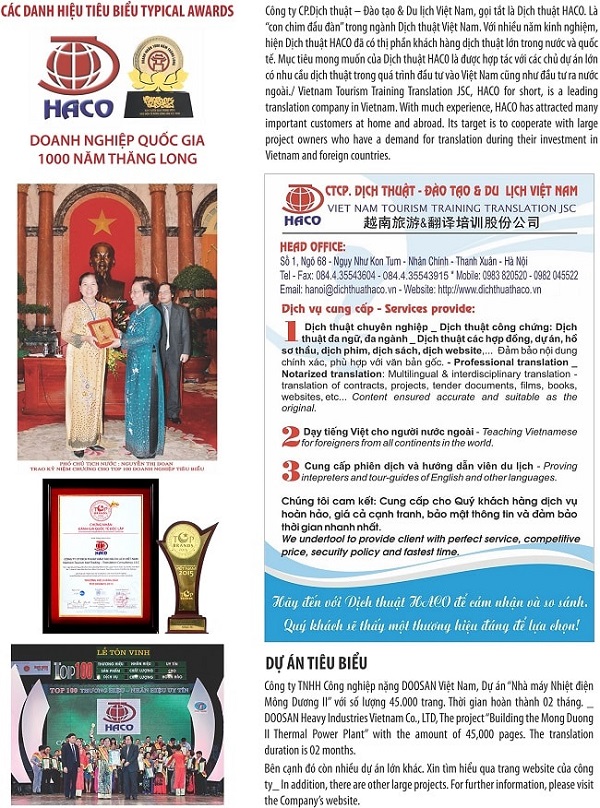 CÁC DANH HIỆU TIÊU BIỂU TYPICAL AWARDS
HACO
DOANH NGHIỆP QUỐC GIA
1000 NĂM THĂNG LONG
PHÓ CHỦ TỊCH NƯỚC : NGUYỄN THỊ DOAN
TRAO KỶ NIỆM CHƯƠNG CHO TOP 100 DOANH NGHIỆP TIÊU BIỂU
HACO
TOP
BRANDS
2015
LỄ TÔN VINH
TOP100
THƯƠNG HIỆU
NHÃN HIỆU
UY TÍN
SẢN PHẨM
CHẤT LƯỢNG
DỊCH VỤ
CHẤT LƯỢNG
TOP 100 THƯƠNG HIỆU - NHÃN HIỆU UY TÍN
HACO
Công ty CP.Dịch thuật – Đào tạo & Du lịch Việt Nam, gọi tắt là Dịch thuật HACO. Là
“con chim đầu đàn” trong ngành Dịch thuật Việt Nam. Với nhiều năm kinh nghiệm,
hiện Dịch thuật HACO đã có thị phần khách hàng dịch thuật lớn trong nước và quốc
tế. Mục tiêu mong muốn của Dịch thuật HACO là được hợp tác với các chủ dự án lớn
có nhu cầu dịch thuật trong quá trình đầu tư vào Việt Nam cũng như đầu tư ra nước
ngoài./ Vietnam Tourism Training Translation JSC, HACO for short, is a leading
translation company in Vietnam. With much experience, HACO has attracted many
important customers at home and abroad. Its target is to cooperate with large
project owners who have a demand for translation during their investment in
Vietnam and foreign countries.
HACO
CTCP. DỊCH THUẬT - ĐÀO TẠO & DU LỊCH VIỆT NAM
VIET NAM TOURISM TRAINING TRANSLATION JSC
越南旅游&翻译培训股份公司
HEAD OFFICE:
Số 1, Ngõ 68 - Ngụy Như Kon Tum - Nhân Chính - Thanh Xuân - Hà Nội
Tel - Fax: 084.4.35543604 - 084.4.35543915 * Mobile: 0983 820520 - 0982 045522
Email: hanoi@dichthuathaco.vn - Website: http://www.dichthuathaco.vn
Dịch vụ cung cấp - Services provide:
1 Dịch thuật chuyên nghiệp _ Dịch thuật công chứng: Dịch
thuật đa ngữ, đa ngành _ Dịch thuật các hợp đồng, dự án, hồ
sơ thầu, dịch phim, dịch sách, dịch website,... Đảm bảo nội dung
chính xác, phù hợp với văn bản gốc. - Professional translation _
Notarized translation: Multilingual & interdisciplinary translation -
translation of contracts, projects, tender documents, films, books,
websites, etc... Content ensured accurate and suitable as the
original.
2 Dạy tiếng Việt cho người nước ngoài - Teaching Vietnamese
for foreigners from all continents in the world.
3 Cung cấp phiên dịch và hướng dẫn viên du lịch - Proving
intepreters and tour-guides of English and other languages.
Chúng tôi cam kết: Cung cấp cho Quý khách hàng dịch vụ
hoàn hảo, giá cả cạnh tranh, bảo mật thông tin và đảm bảo
thời gian nhanh nhất.
We undertool to provide client with perfect service, competitive
price, security policy and fastest time.
Hãy đến với Dịch thuật HACO để cảm nhận và so sánh.
Quý khách sẽ thấy một thương hiệu đáng để lựa chọn!
DỰ ÁN TIÊU BIỂU
Công ty TNHH Công nghiệp nặng DOOSAN Việt Nam, Dự án “Nhà máy Nhiệt điện
Mông Dương II” với số lượng 45.000 trang. Thời gian hoàn thành 02 tháng. _
DOOSAN Heavy Industries Vietnam Co., LTD, The project “Building the Mong Duong
II Thermal Power Plant” with the amount of 45,000 pages. The translation
duration is 02 months.
Bên cạnh đó còn nhiều dự án lớn khác. Xin tìm hiểu qua trang website của công
ty_ In addition, there are other large projects. For further information, please visit
the Company’s website.